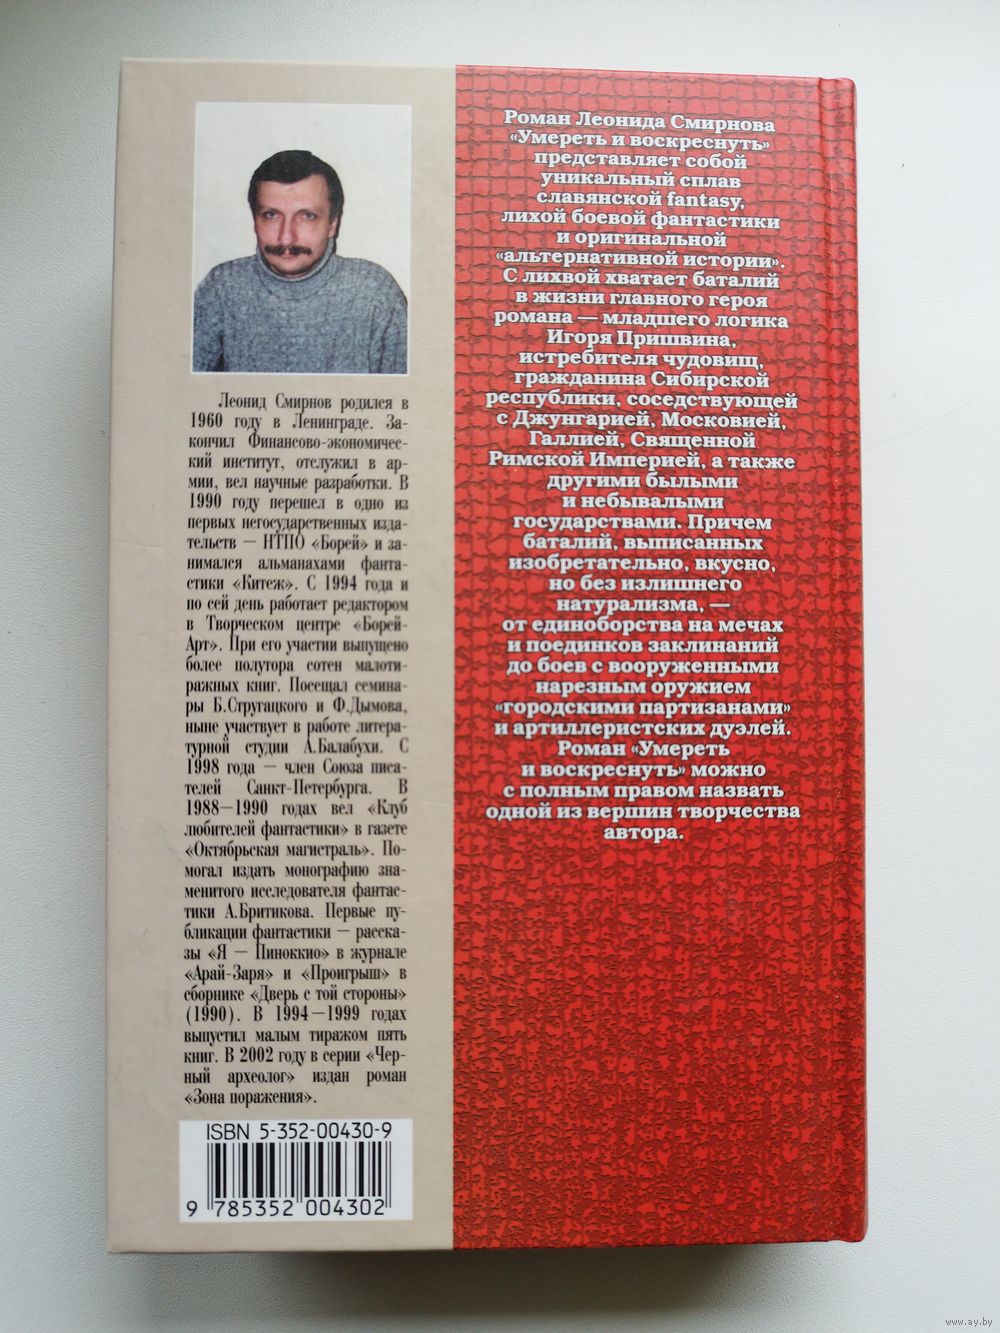 Леонид Смирнов родился в
1960 году в Ленинграде. За-
кончил Финансово-экономичес-
кий институт, отслужил в ар-
мии, вел научные разработки. В
1990 году перешел в одно из
первых негосударственных изда-
тельств — НТПО «Борей» и за-
нимался альманахами фанта-
стики «Китеж». С 1994 года и
по сей день работает редактором
в Творческом центре «Борей-
Арт». При его участии выпущено
более полутора сотен малоти-
ражных книг. Посещал семина-
ры Б.Стругацкого и Ф.Дымова,
ныне участвует в работе литера-
турной студии А.Балабухи. С
1998 года — член Союза писа-
телей Санкт-Петербурга. В
1988—1990 годах вел «Клуб
любителей фантастики» в газете
«Октябрьская магистраль». По-
могал издать монографию зна-
менитого исследователя фантас-
тики А.Бритикова. Первые пу-
бликации фантастики — расска-
зы «Я — Пиноккио» в журнале
«Арай-Заря» и «Проигрыш» в
сборнике «Дверь с той стороны»
(1990). В 1994—1999 годах
выпустил малым тиражом пять
книг. В 2002 году в серии «Чер-
ный археолог» издан роман
«Зона поражения».
ISBN 5-352-00430-9
9 785352 004302
Роман Леонида Смирнова
«Умереть и воскреснуть»
представляет собой
уникальный сплав
славянской fantasy,
лихой боевой фантастики
и оригинальной
«альтернативной истории».
С лихвой хватает баталий
в жизни главного героя
романа — младшего логика
Игоря Пришвина,
истребителя чудовищ,
гражданина Сибирской
республики, соседствующей
с Джунгарией, Московией,
Галлией, Священной
Римской Империей, а также
другими былыми
и небывалыми
государствами. Причем
баталий, выписанных
изобретательно, вкусно,
но без излишнего
натурализма, —
от единоборства на мечах
и поединков заклинаний
до боев с вооруженными
нарезным оружием
«городскими партизанами»
и артиллеристских дуэлей.
Роман «Умереть
и воскреснуть» можно
с полным правом назвать
одной из вершин творчества
автора.
www.ay.by